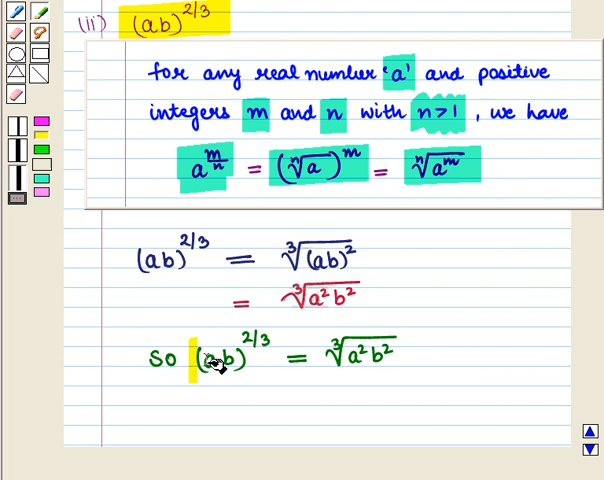 (ii) (ab)^2/3
for any real number 'a' and positive
integers m and n with n>1, we have
a^m/n = (ⁿ√a)^m = ⁿ√a^m
(ab)^2/3 = ³√(ab)²
= ³√a²b²
So (ab)^2/3 = ³√a²b²